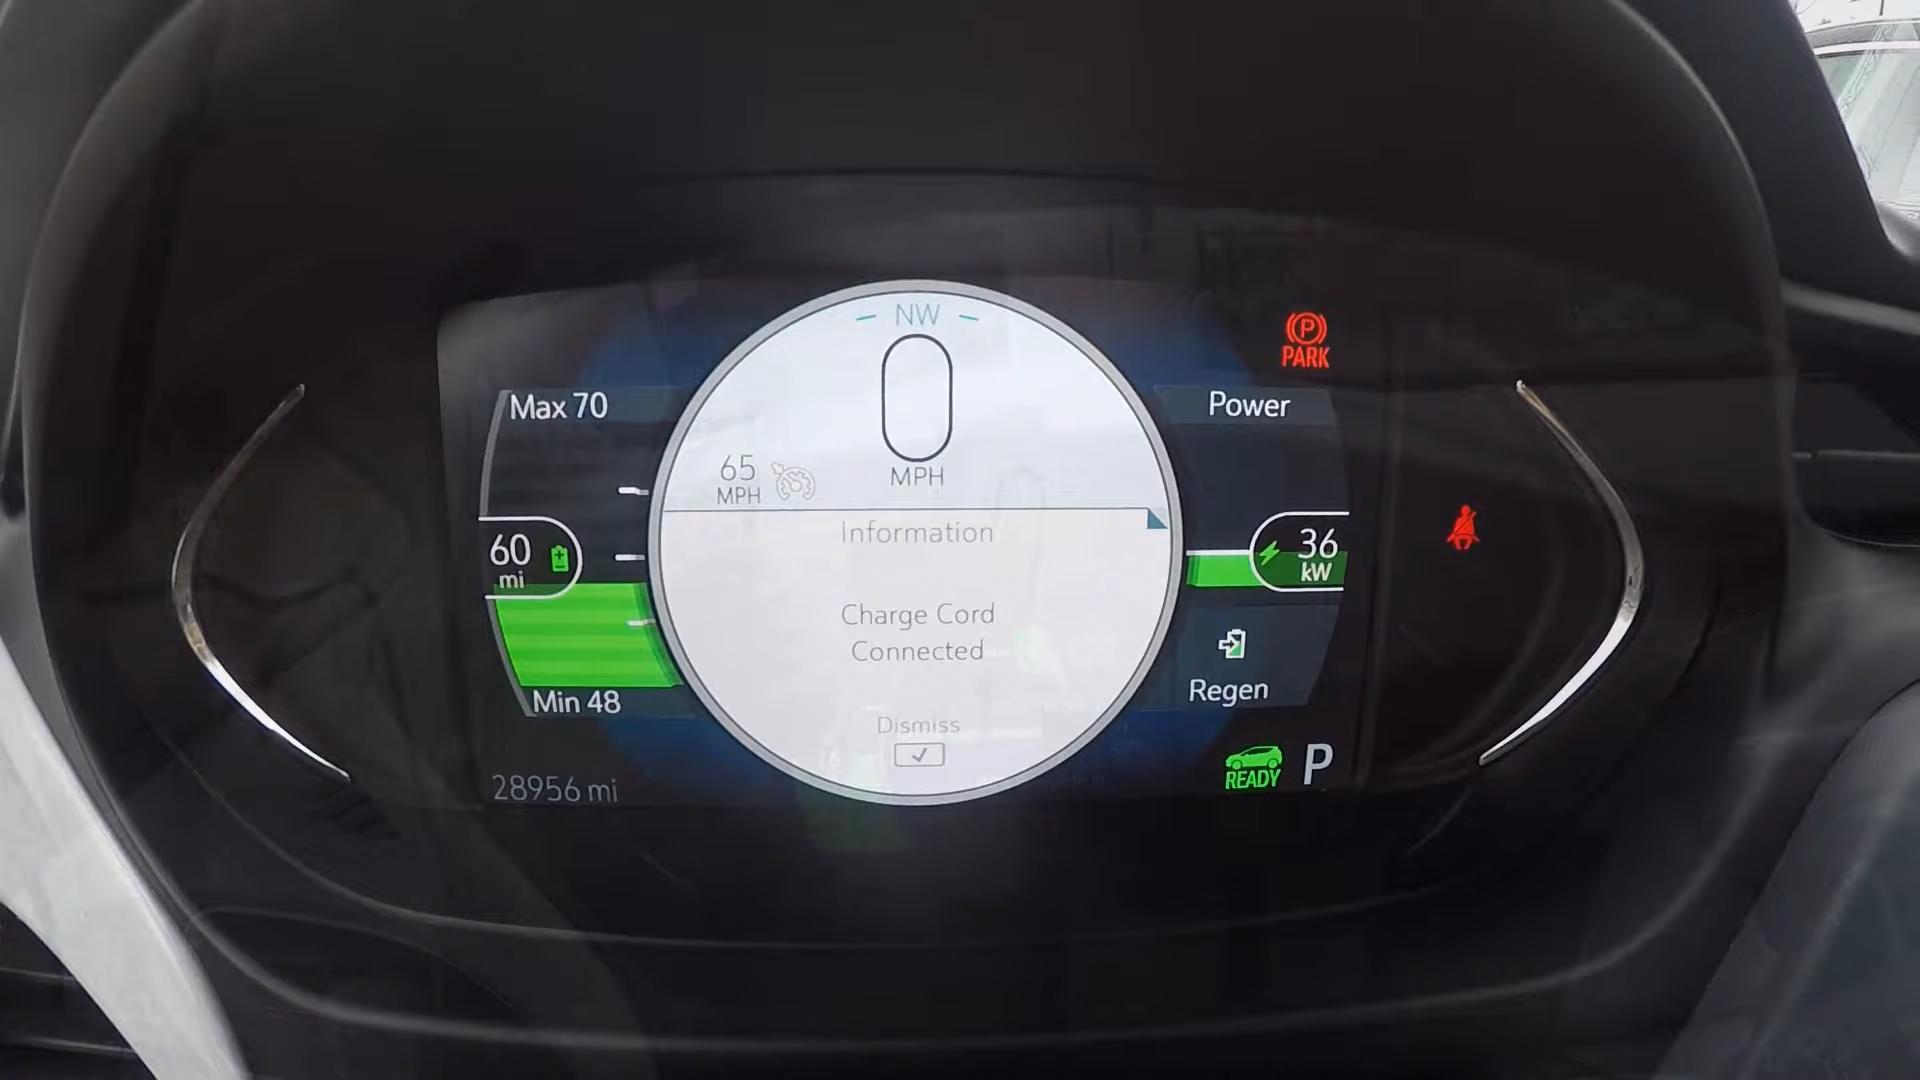 NW
0
MPH
65
MPH
Information
Charge Cord
Connected
Dismiss
Max 70
60
mi
Min 48
28956 mi
P
PARK
Power
36
kW
Regen
READY
P